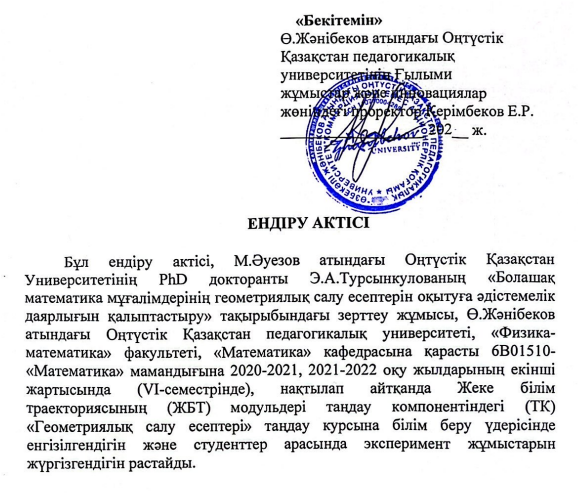 «Бекітемін»
Ө.Жәнібеков атындағы Оңтүстік
Қазақстан педагогикалық
университетінің Ғылыми
жұмыстар және инновациялар
жөніндегі проректор Керімбеков Е.Р.
202__ ж.
UNIVERSITY
ЕНДІРУ АКТІСІ
Бұл ендіру актісі, М.Әуезов атындағы Оңтүстік Қазақстан
Университетінің PhD докторанты Э.А.Турсынкулованың «Болашақ
математика мұғалімдерінің геометриялық салу есептерін оқытуға әдістемелік
даярлығын қалыптастыру» тақырыбындағы зерттеу жұмысы, Ө.Жәнібеков
атындағы Оңтүстік Қазақстан педагогикалық университеті, «Физика-
математика» факультеті, «Математика» кафедрасына қарасты 6В01510-
«Математика» мамандығына 2020-2021, 2021-2022 оқу жылдарының екінші
жартысында (VI-семестрінде), нақтылап айтқанда Жеке білім
траекториясының (ЖБТ) модульдері таңдау компонентіндегі (ТК)
«Геометриялық салу есептері» таңдау курсына білім беру үдерісінде
енгізілгендігін және студенттер арасында эксперимент жұмыстарын
жүргізгендігін растайды.